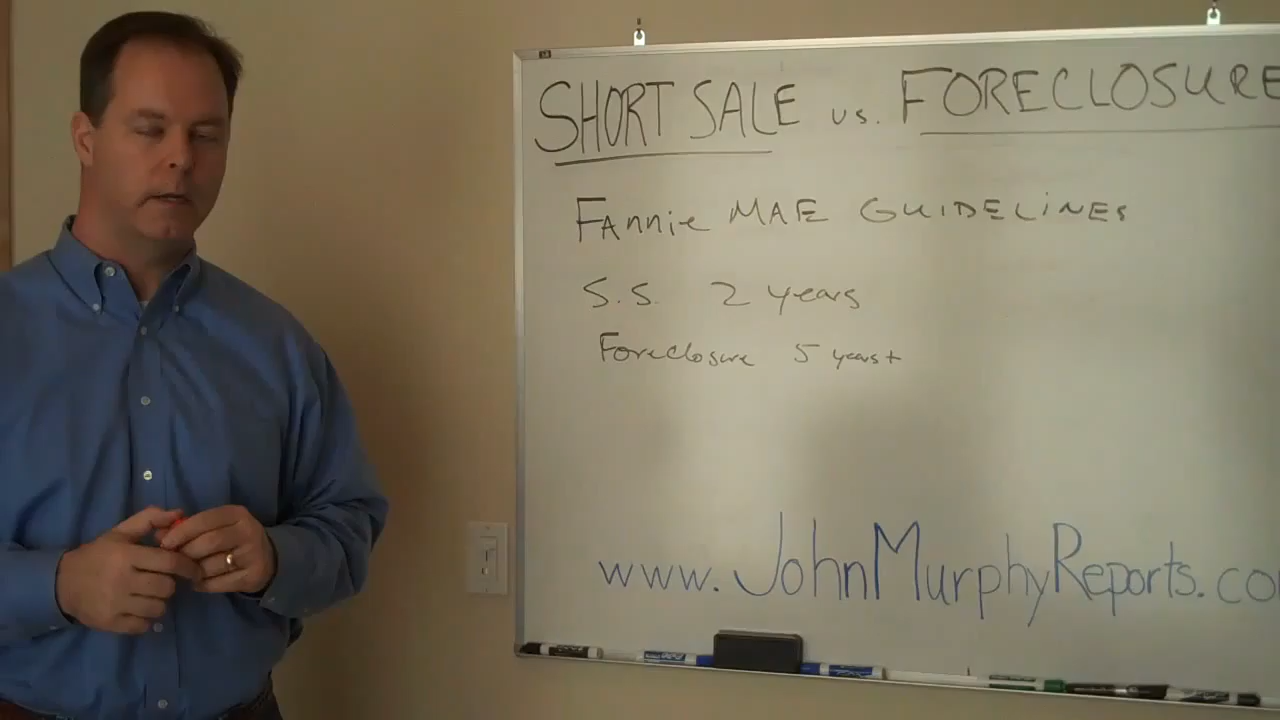 SHORT SALE vs. FORECLOSURE
FAnnie MAE GUIDELINES
S.S. 2 years
Foreclosure 5 years+
www.JohnMurphyReports.co